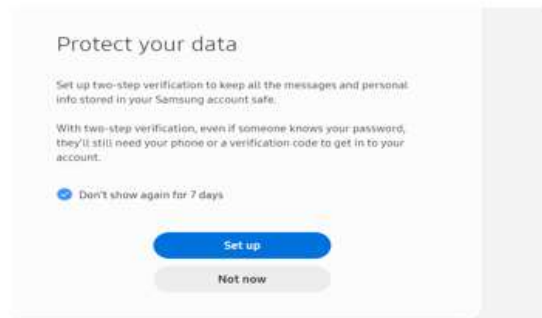 Protect your data
Set up two-step verification to keep all the messages and personal
info stored in your Samsung account safe.
With two-step verification, even if someone knows your password,
they'll still need your phone or a verification code to get in to your
account.
Don't show again for 7 days
Set up
Not now